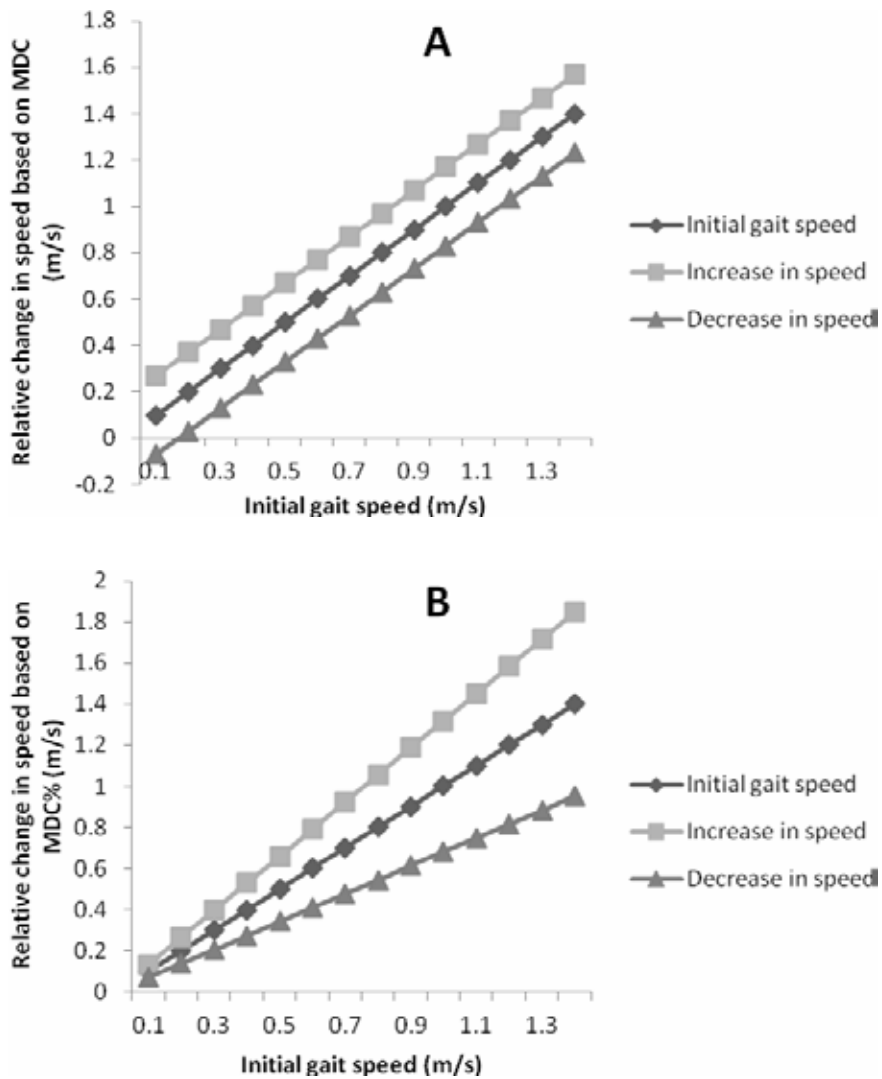 A
Relative change in speed based on MDC
(m/s)
1.8
1.6
1.4
1.2
1
0.8
0.6
0.4
0.2
0
-0.2
0.1 0.3 0.5 0.7 0.9 1.1 1.3
Initial gait speed (m/s)
Initial gait speed
Increase in speed
Decrease in speed
B
Relative change in speed based on
MDC% (m/s)
2
1.8
1.6
1.4
1.2
1
0.8
0.6
0.4
0.2
0
0.1 0.3 0.5 0.7 0.9 1.1 1.3
Initial gait speed (m/s)
Initial gait speed
Increase in speed
Decrease in speed